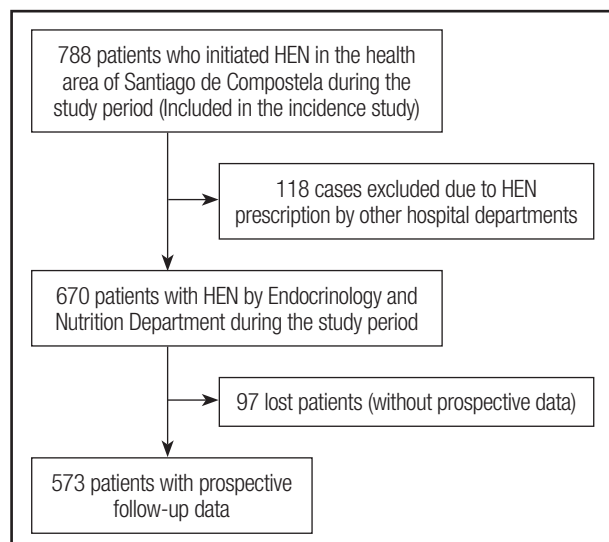 788 patients who initiated HEN in the health
area of Santiago de Compostela during the
study period (Included in the incidence study)
118 cases excluded due to HEN
prescription by other hospital departments
670 patients with HEN by Endocrinology and
Nutrition Department during the study period
97 lost patients (without prospective data)
573 patients with prospective
follow-up data